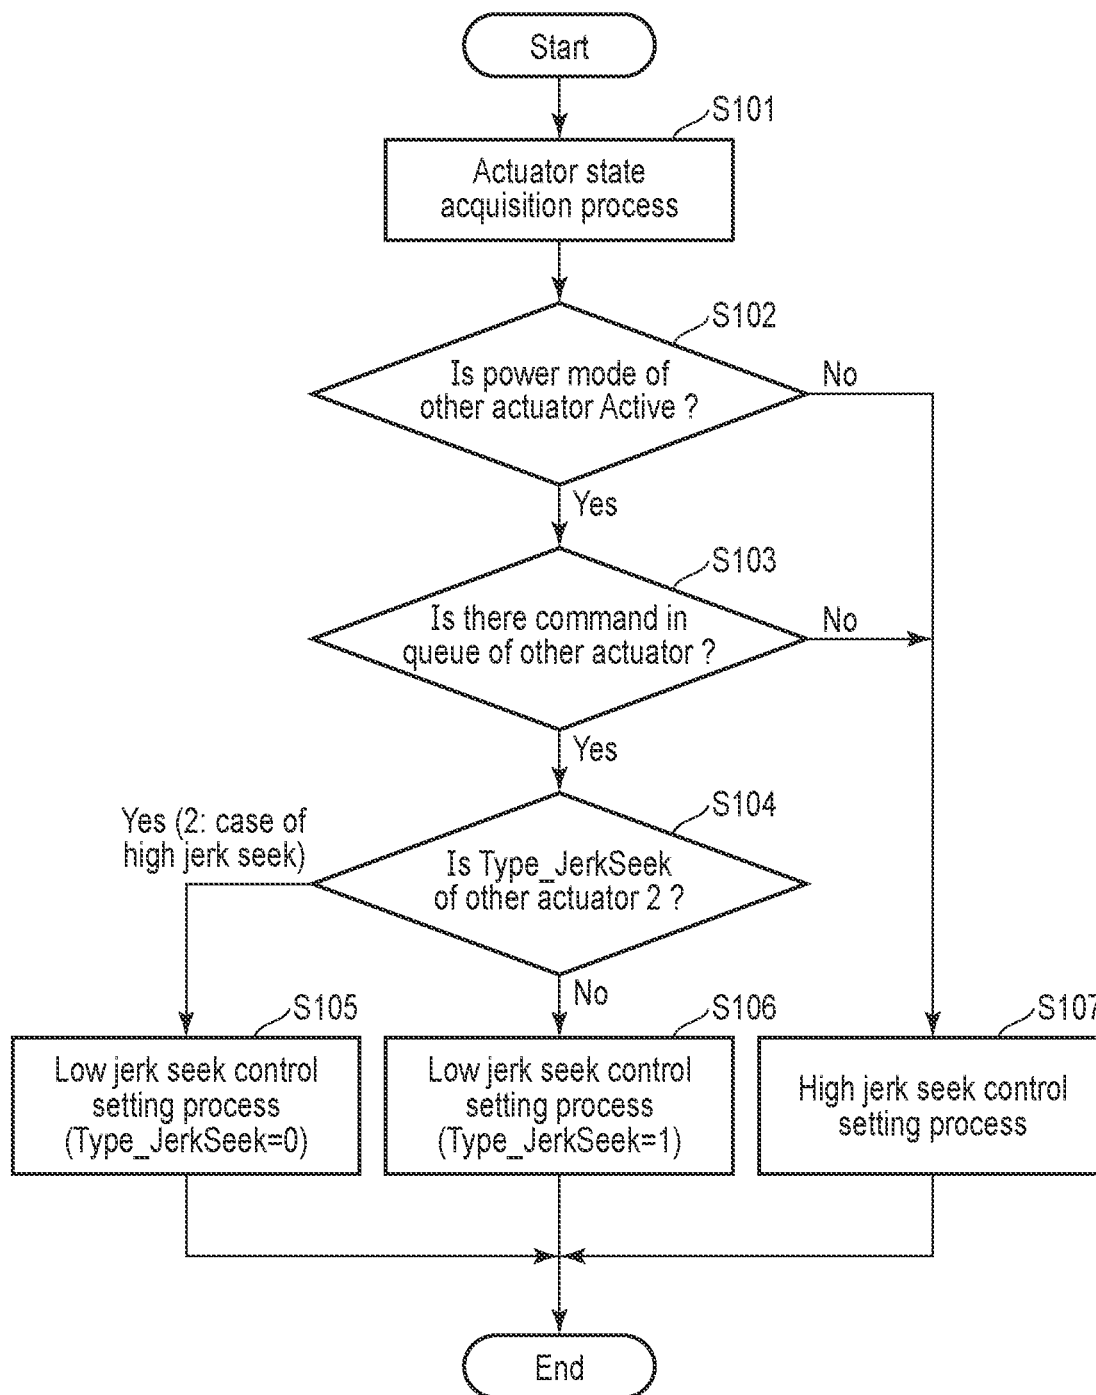 Start
S101
Actuator state
acquisition process
S102
Is power mode of
other actuator Active ?
No
Yes
S103
Is there command in
queue of other actuator ?
No
Yes
S104
Yes (2: case of
high jerk seek)
Is Type_JerkSeek
of other actuator 2 ?
No
S105
Low jerk seek control
setting process
(Type_JerkSeek=0)
S106
Low jerk seek control
setting process
(Type_JerkSeek=1)
S107
High jerk seek control
setting process
End